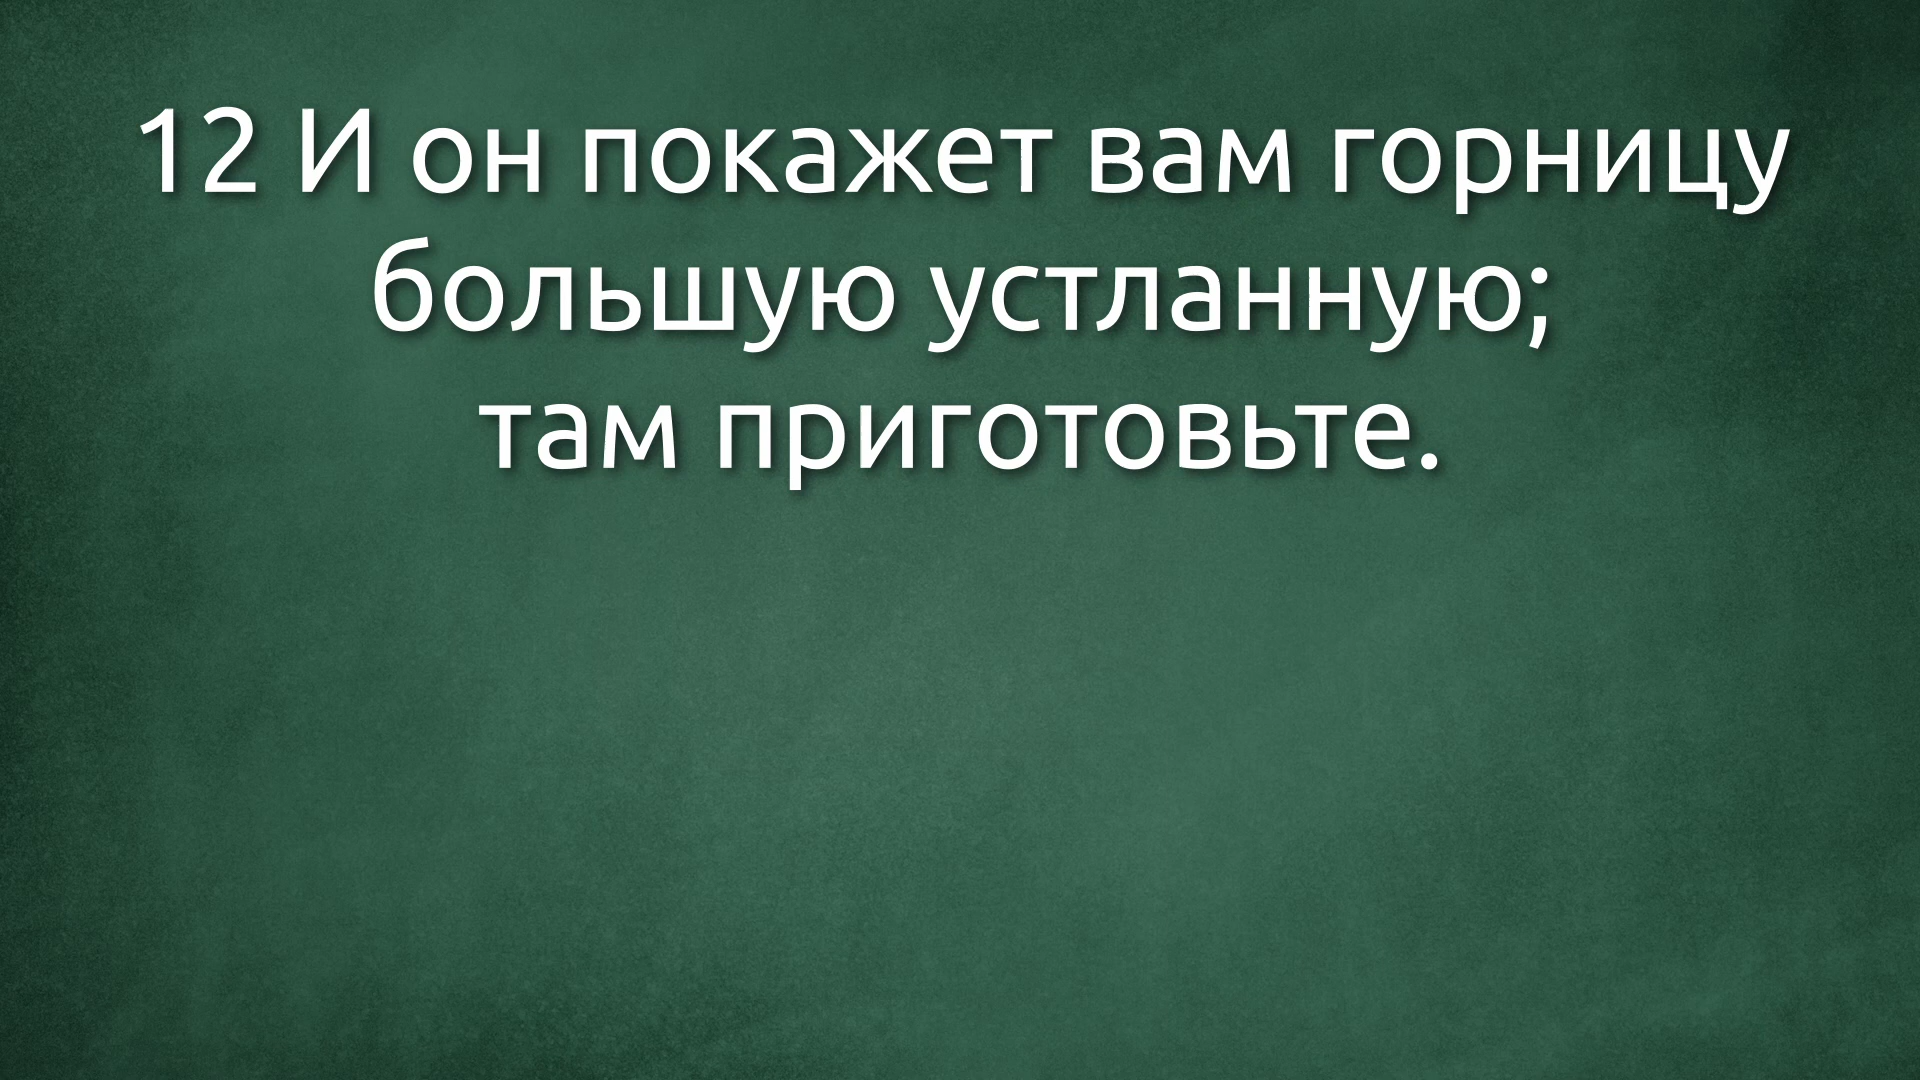 12 И он покажет вам горницу
большую устланную;
там приготовьте.